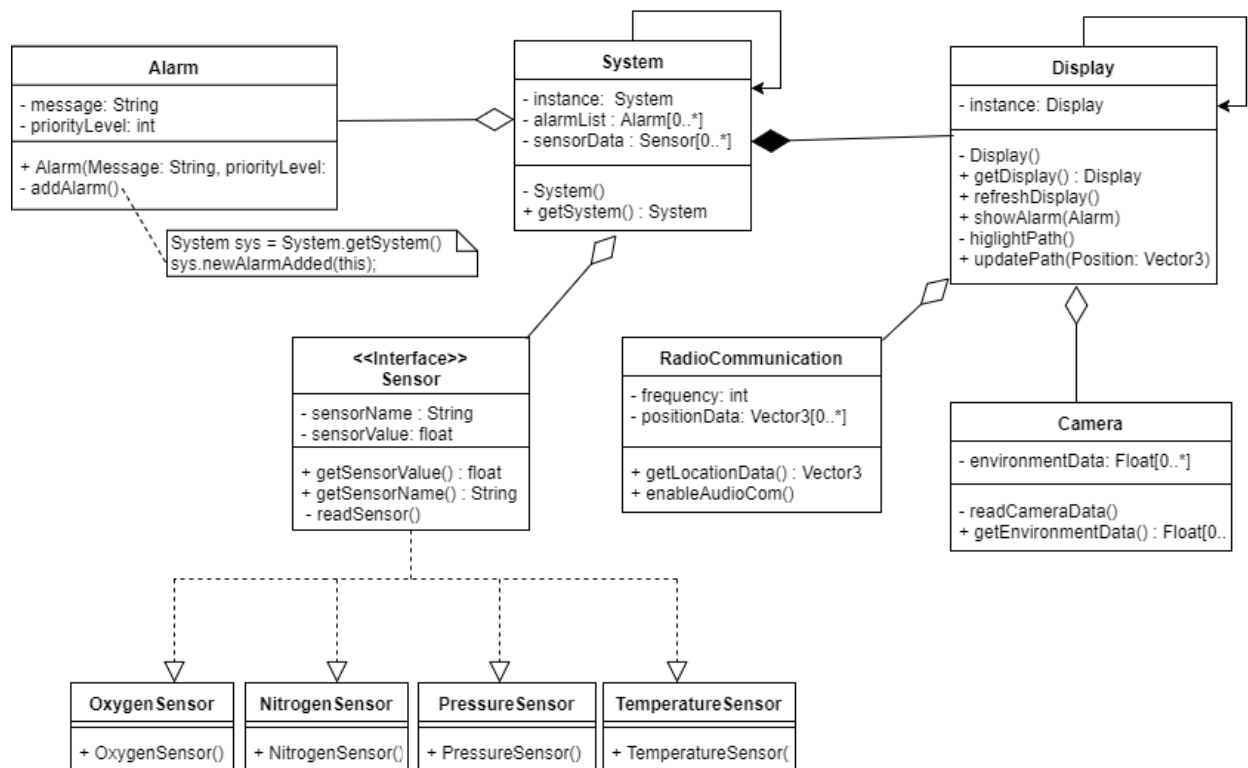 Alarm
- message: String
- priorityLevel: int
+ Alarm(Message: String, priorityLevel:
- addAlarm()
System sys = System.getSystem()
sys.newAlarmAdded(this);
System
- instance: System
- alarmList : Alarm[0..*]
- sensorData : Sensor[0..*]
- System()
+ getSystem() : System
Display
- instance: Display
- Display()
+ getDisplay() : Display
+ refreshDisplay()
+ showAlarm(Alarm)
- higlightPath()
+ updatePath(Position: Vector3)
<<Interface>>
Sensor
- sensorName : String
- sensorValue: float
+ getSensorValue() : float
+ getSensorName() : String
- readSensor()
RadioCommunication
- frequency: int
- positionData: Vector3[0..*]
+ getLocationData() : Vector3
+ enableAudioCom()
Camera
- environmentData: Float[0..*]
- readCameraData()
+ getEnvironmentData() : Float[0..
OxygenSensor
+ OxygenSensor()
NitrogenSensor
+ NitrogenSensor()
PressureSensor
+ PressureSensor()
TemperatureSensor
+ TemperatureSensor(